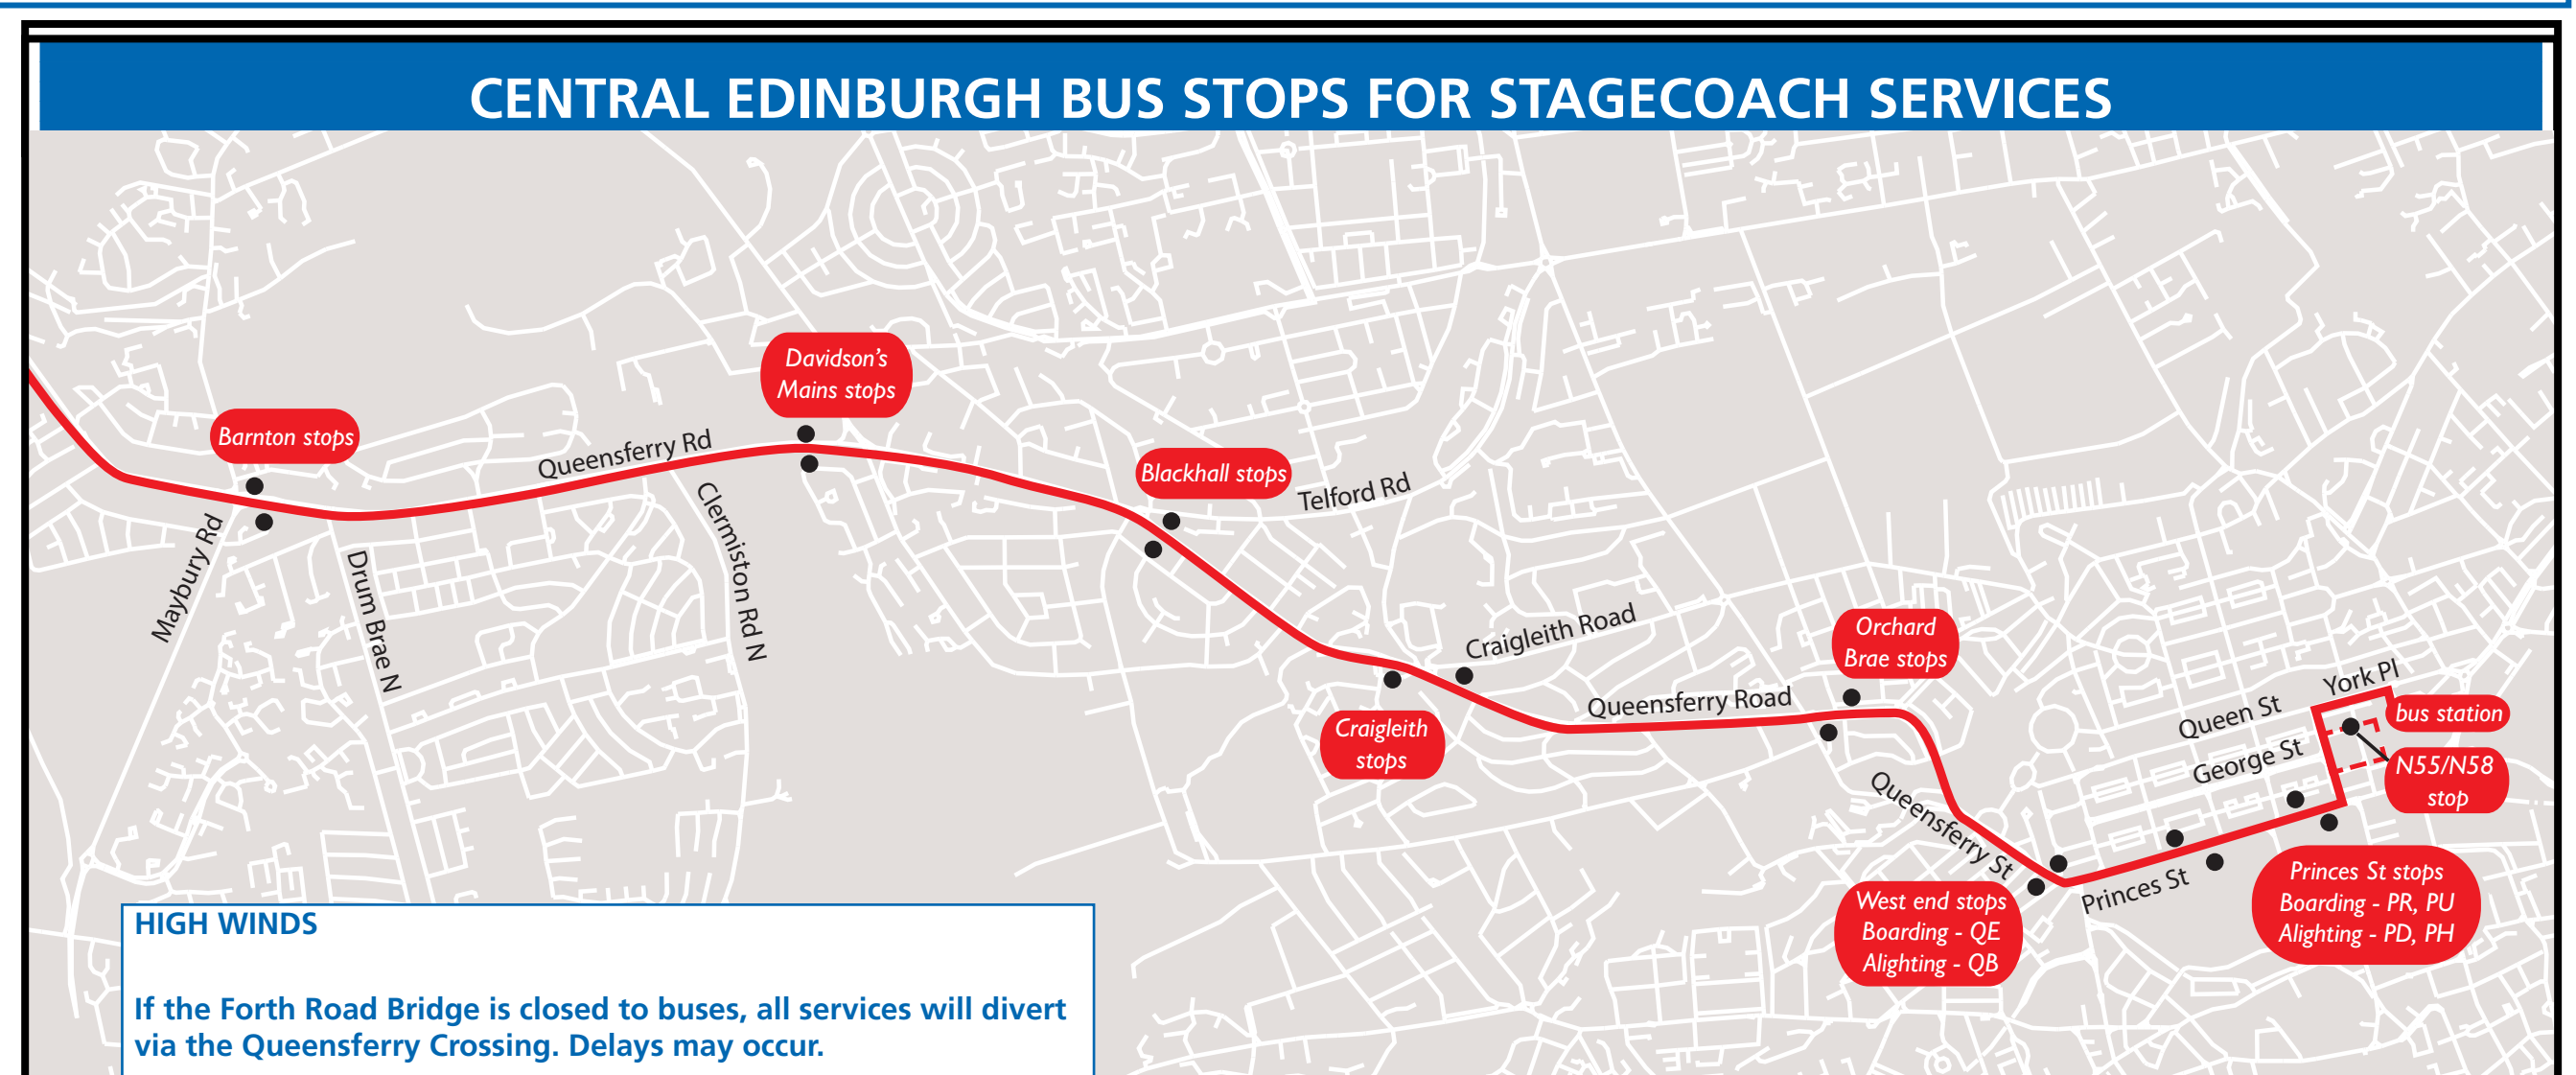 CENTRAL EDINBURGH BUS STOPS FOR STAGECOACH SERVICES
Davidson's
Mains stops
Barnton stops
Queensferry Rd
Blackhall stops
Telford Rd
Maybury Rd
Drum Brae N
Clermiston Rd N
Craigleith Road
Orchard
Brae stops
Craigleith
stops
Queensferry Road
York Pl
Queen St
bus station
George St
N55/N58
stop
Queensferry St
Princes St
West end stops
Boarding - QE
Alighting - QB
Princes St stops
Boarding - PR, PU
Alighting - PD, PH
HIGH WINDS
If the Forth Road Bridge is closed to buses, all services will divert
via the Queensferry Crossing. Delays may occur.